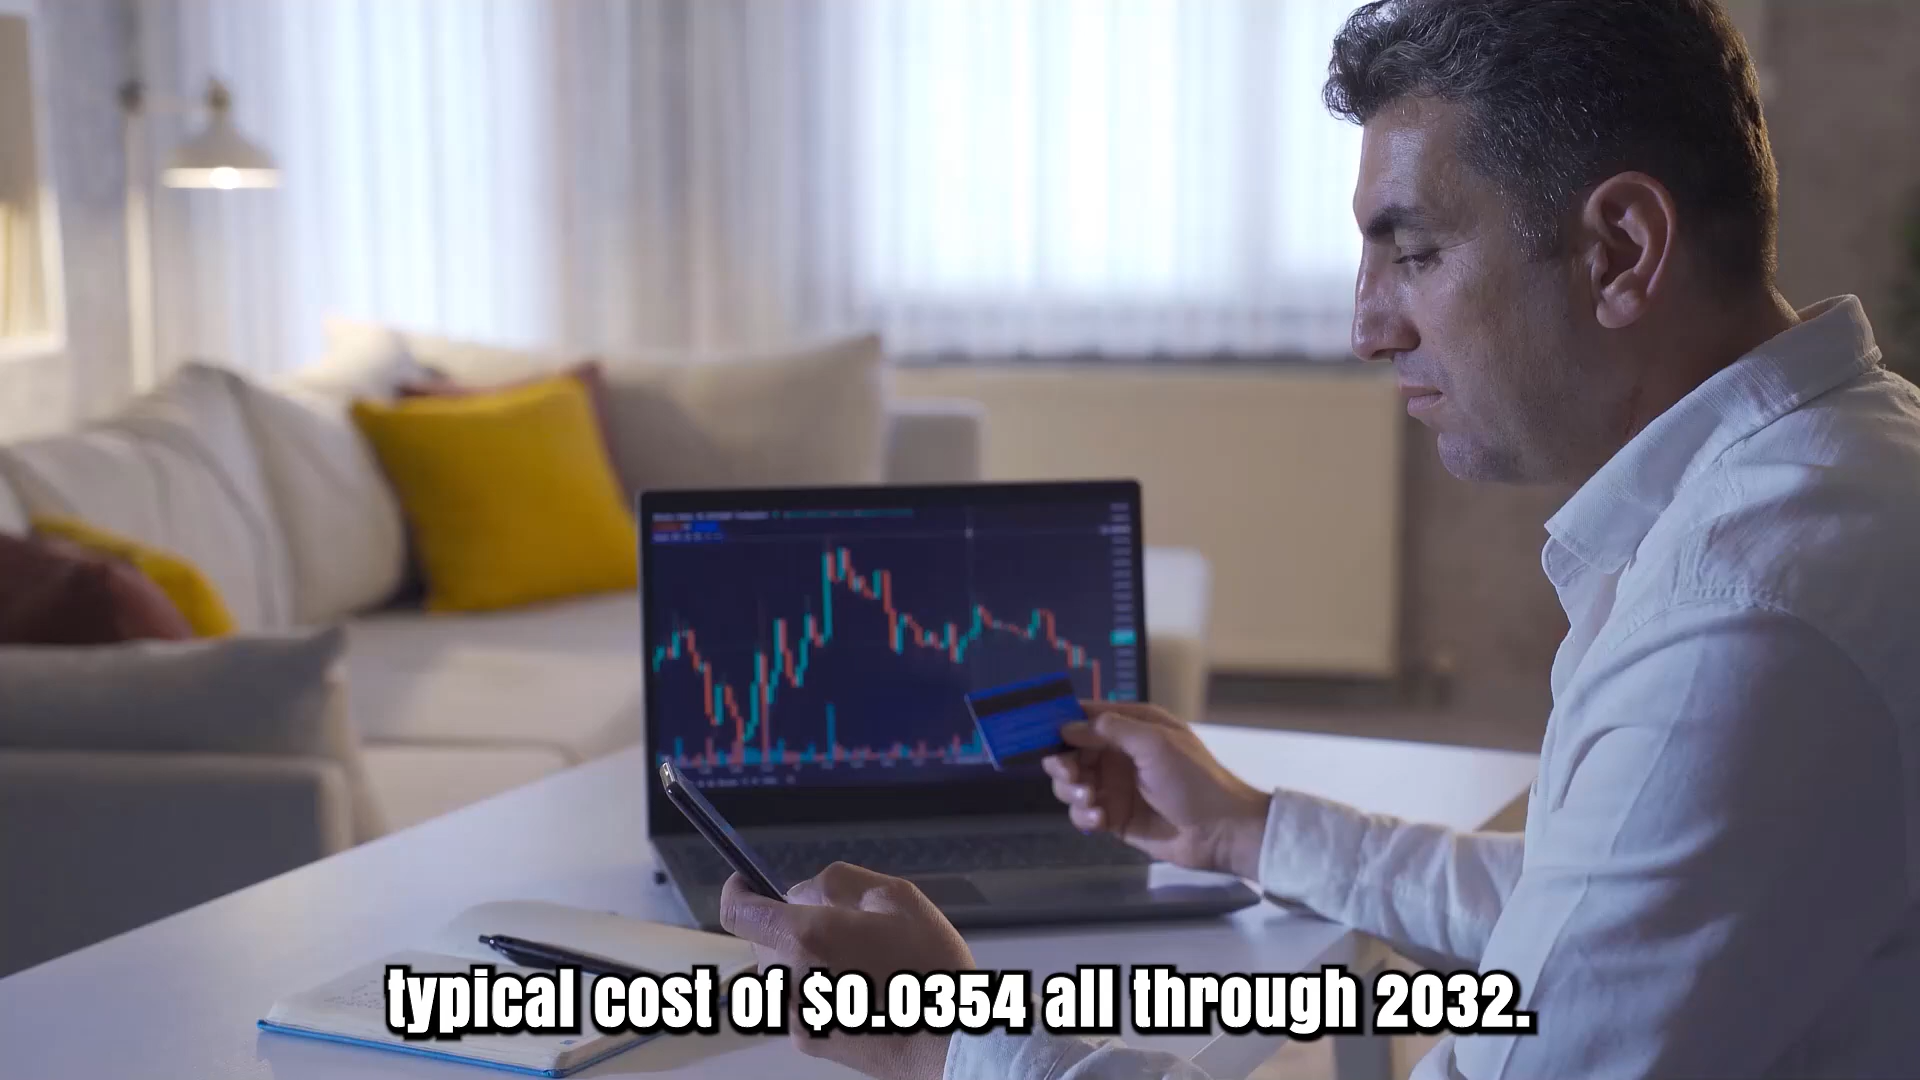 typical cost of $0.0354 all through 2032.